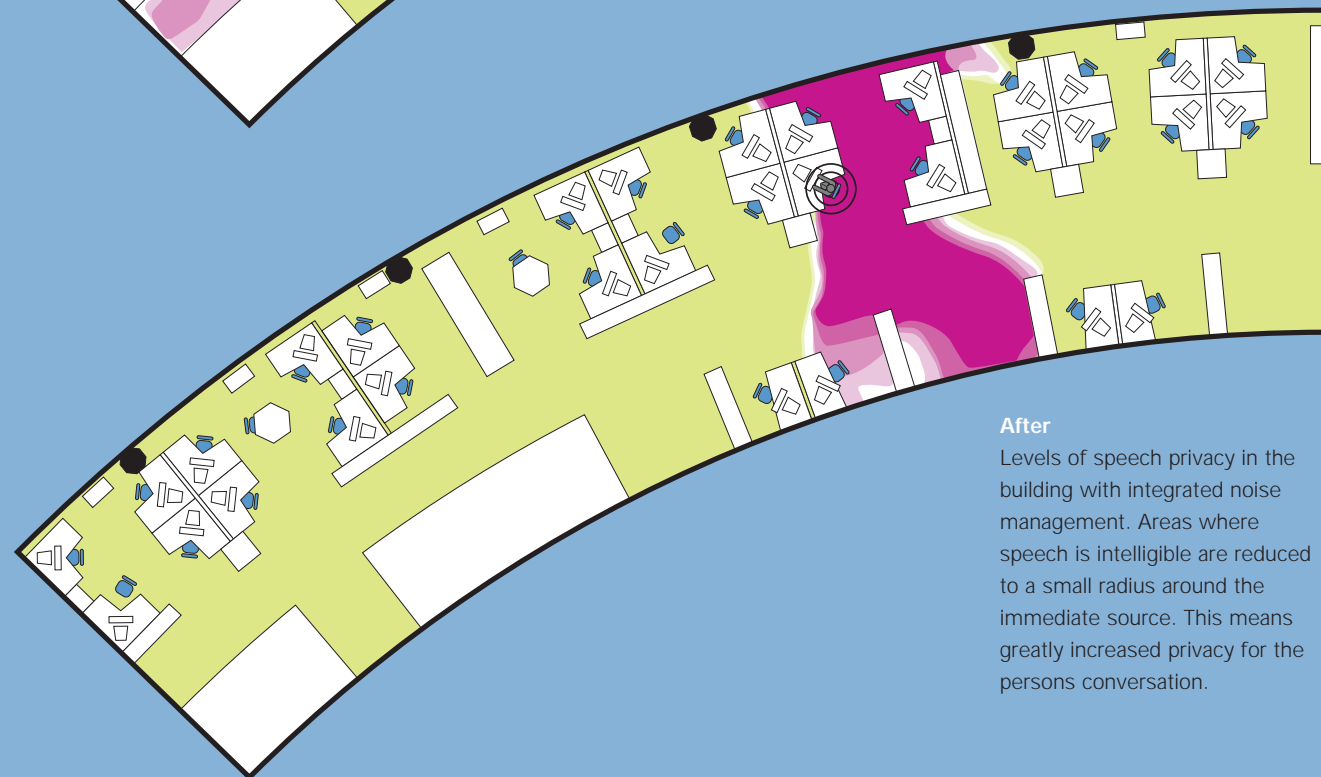 After
Levels of speech privacy in the
building with integrated noise
management. Areas where
speech is intelligible are reduced
to a small radius around the
immediate source. This means
greatly increased privacy for the
persons conversation.